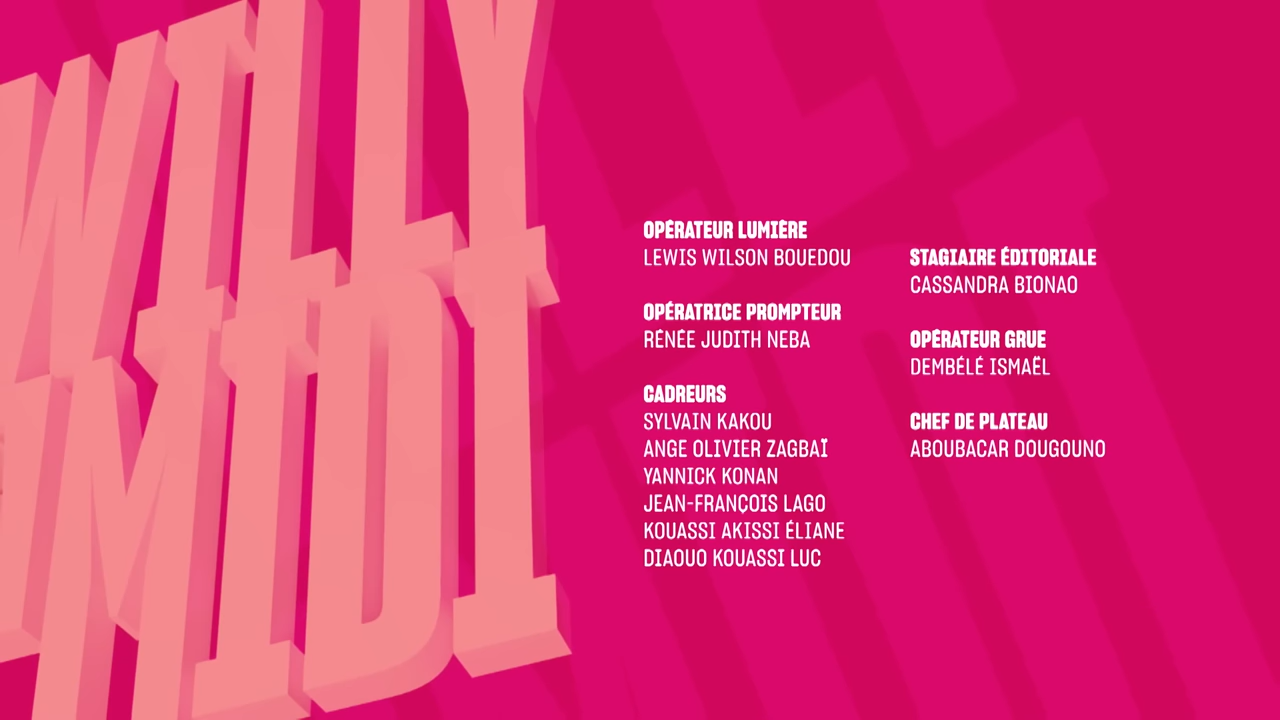 WILLY
MIDI
OPÉRATEUR LUMIÈRE
LEWIS WILSON BOUEDOU
OPÉRATRICE PROMPTEUR
RÉNÉE JUDITH NEBA
CADREURS
SYLVAIN KAKOU
ANGE OLIVIER ZAGBAÏ
YANNICK KONAN
JEAN-FRANÇOIS LAGO
KOUASSI AKISSI ÉLIANE
DIAOUO KOUASSI LUC
STAGIAIRE ÉDITORIALE
CASSANDRA BIONAO
OPÉRATEUR GRUE
DEMBÉLÉ ISMAËL
CHEF DE PLATEAU
ABOUBACAR DOUGOUNO